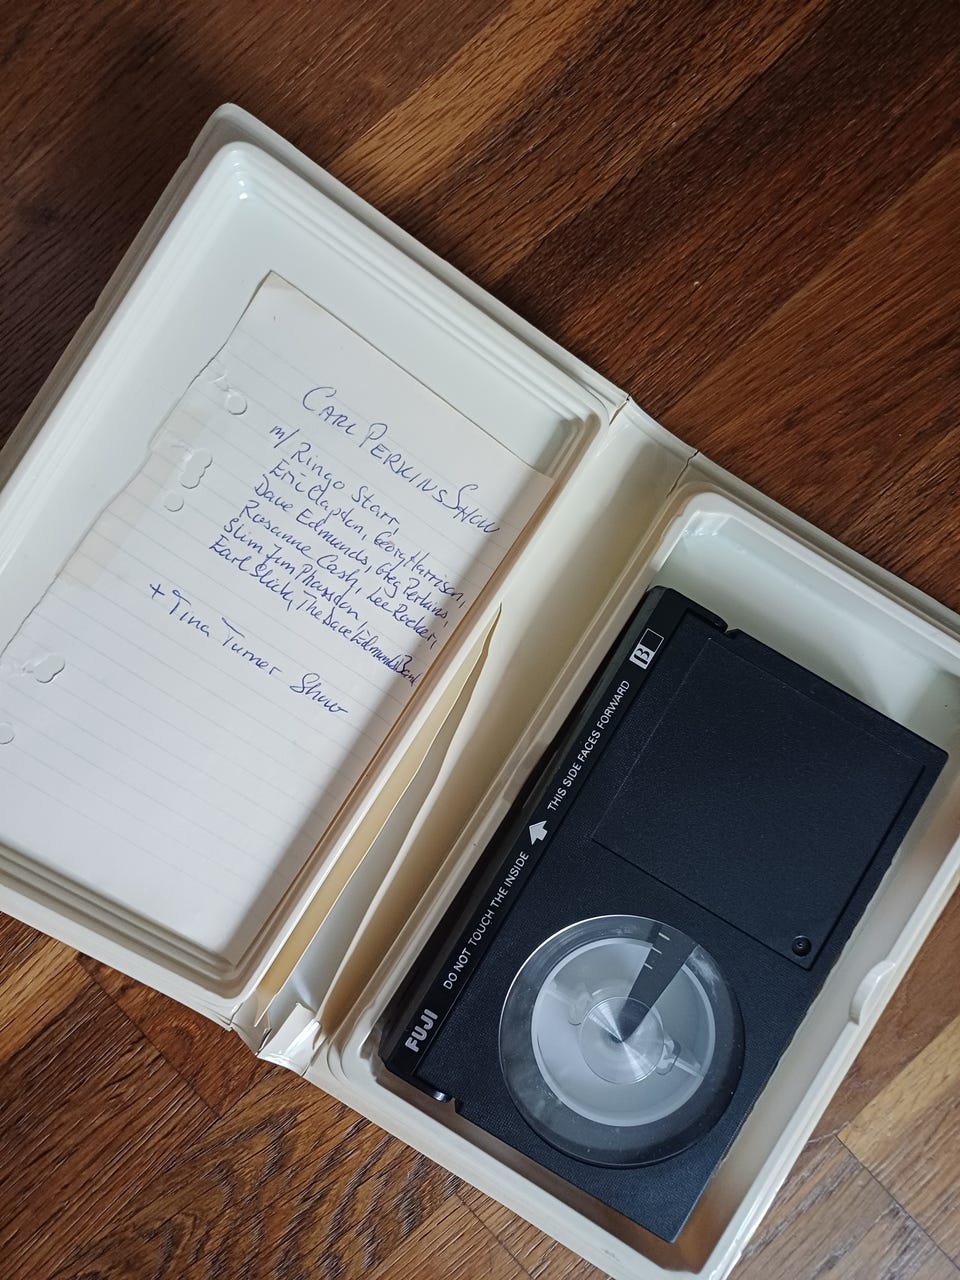 CARL PERKINS SHOW
m/ Ringo Starr,
Eric Clapton, Georg Harrison,
Dave Edmunds, Greg Perkins,
Rosanne Cash, Lee Rocker,
Slim Jim Phantom,
Earl Slick, The Dave Edmunds Band
+ Tina Turner Show
FUJI DO NOT TOUCH THE INSIDE THIS SIDE FACES FORWARD B